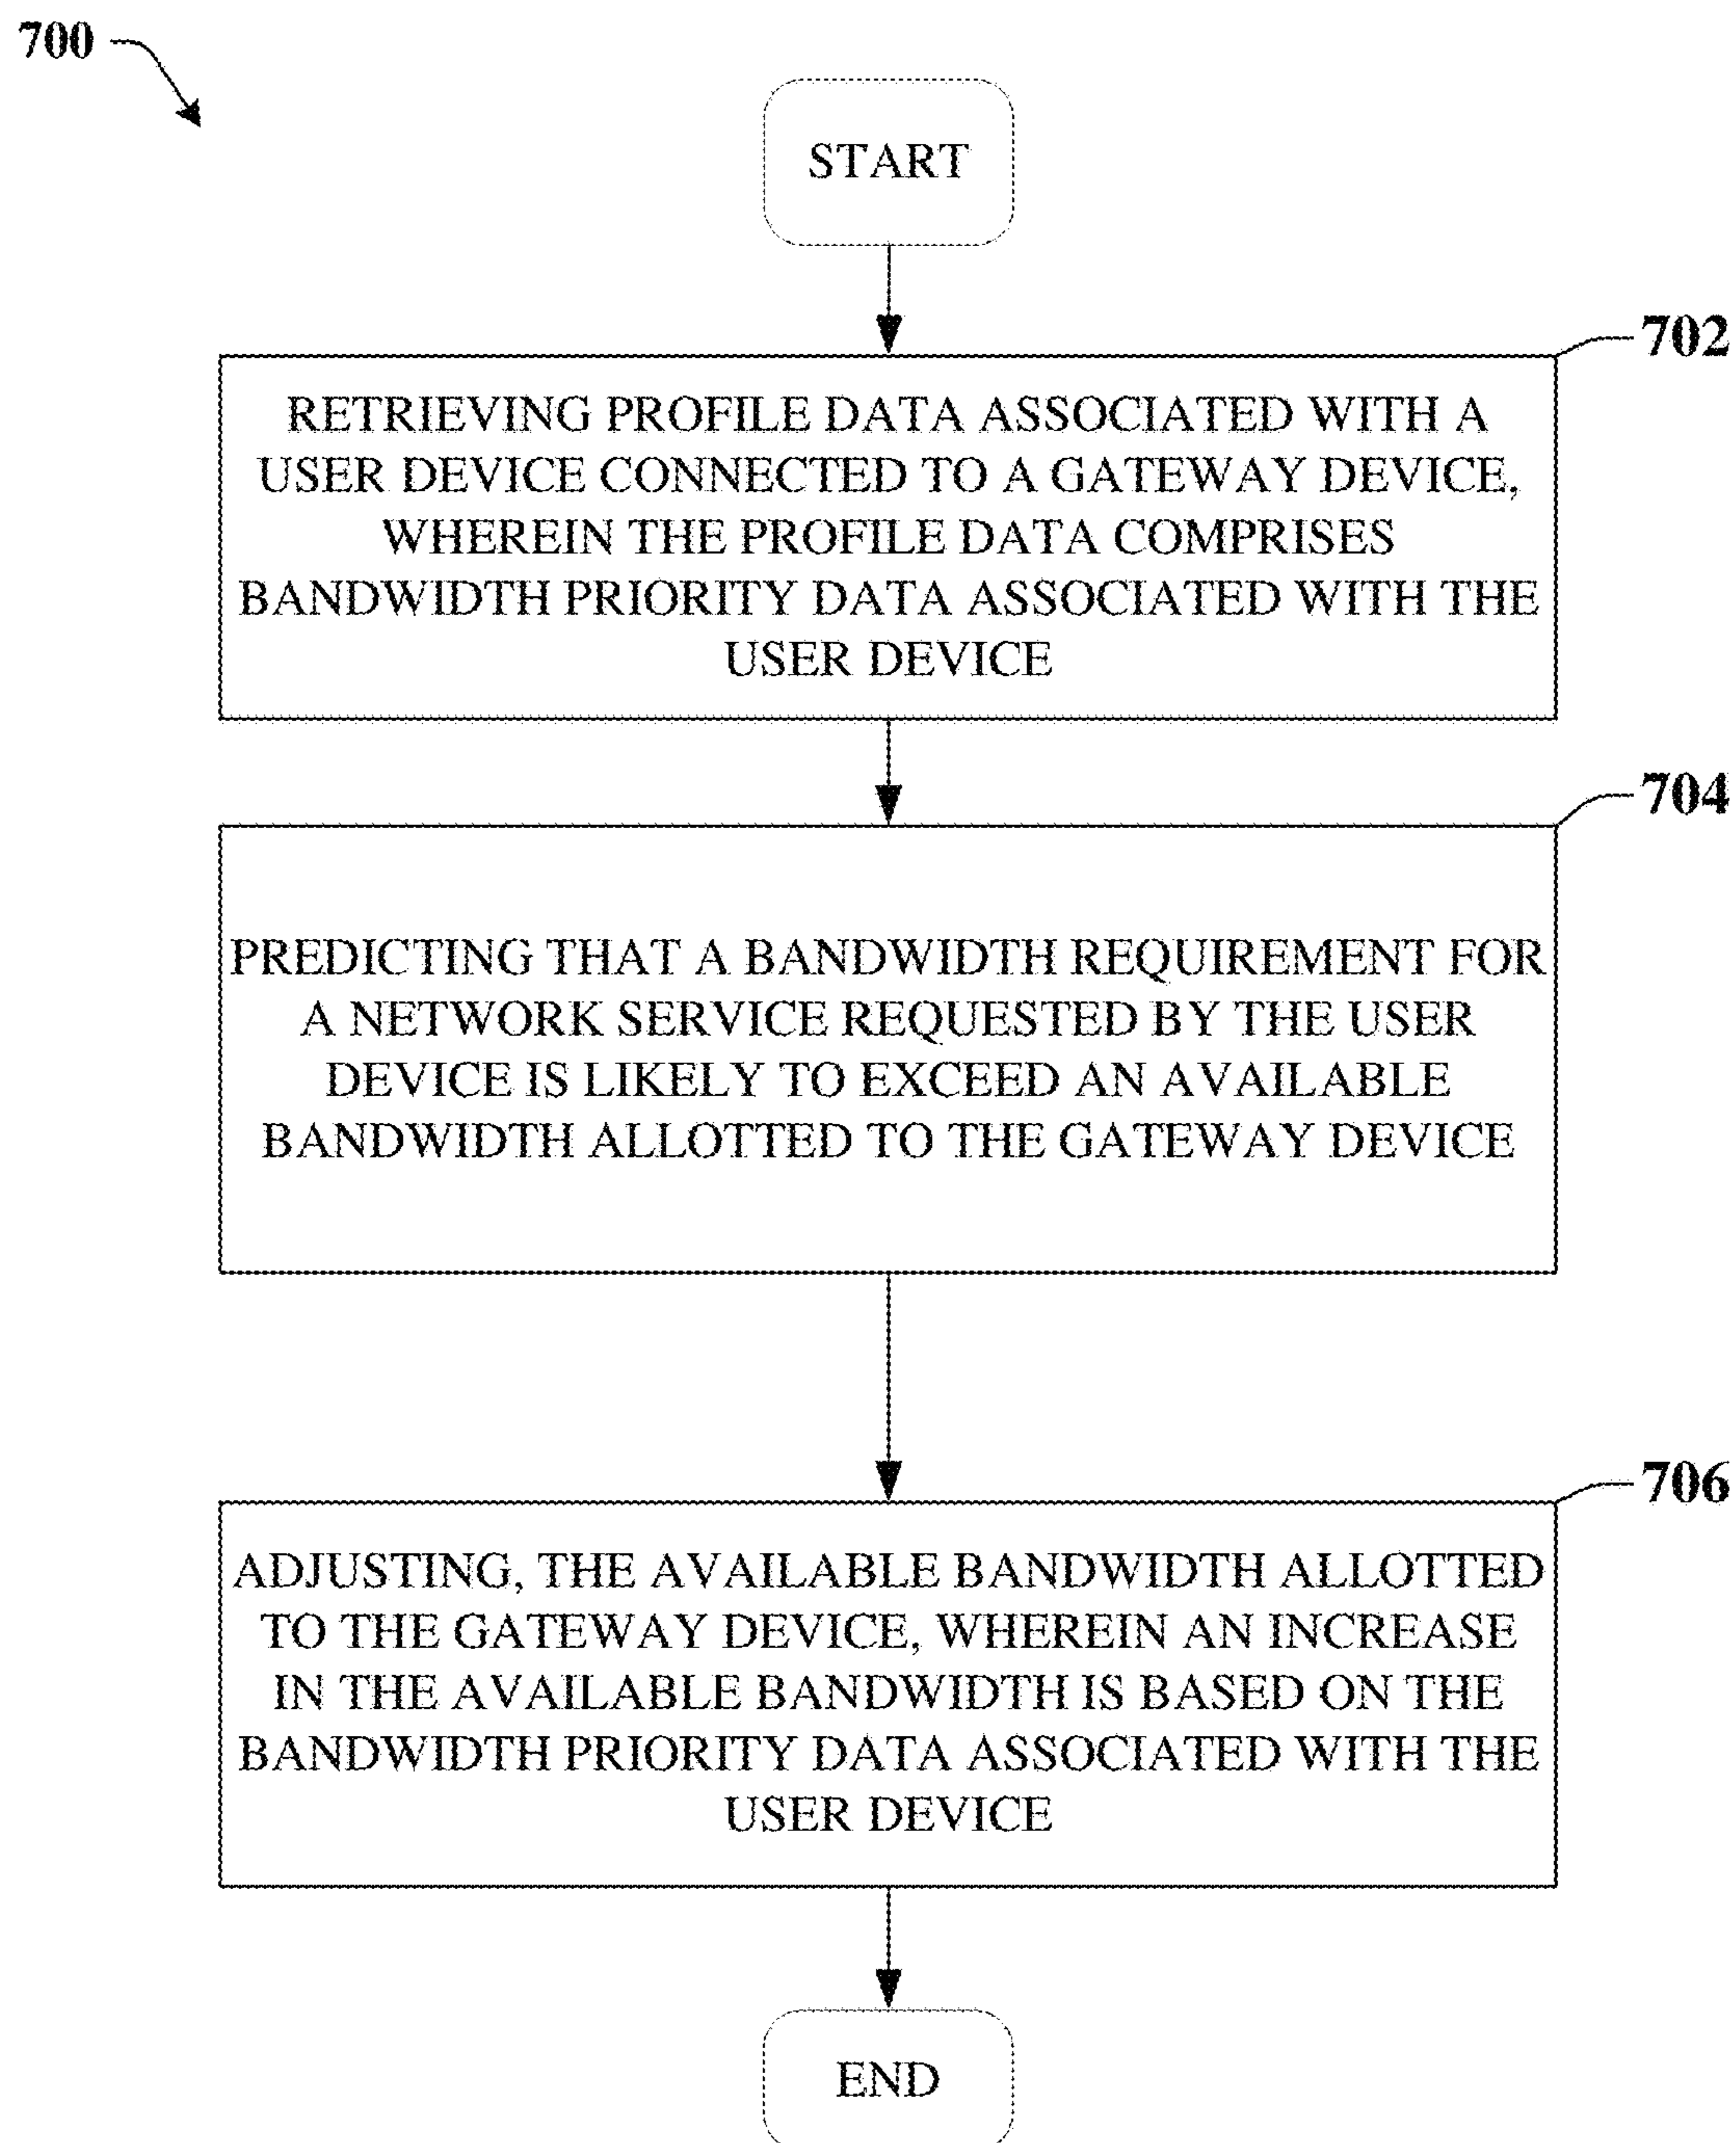 700
START
702
RETRIEVING PROFILE DATA ASSOCIATED WITH A
USER DEVICE CONNECTED TO A GATEWAY DEVICE,
WHEREIN THE PROFILE DATA COMPRISES
BANDWIDTH PRIORITY DATA ASSOCIATED WITH THE
USER DEVICE
704
PREDICTING THAT A BANDWIDTH REQUIREMENT FOR
A NETWORK SERVICE REQUESTED BY THE USER
DEVICE IS LIKELY TO EXCEED AN AVAILABLE
BANDWIDTH ALLOTTED TO THE GATEWAY DEVICE
706
ADJUSTING, THE AVAILABLE BANDWIDTH ALLOTTED
TO THE GATEWAY DEVICE, WHEREIN AN INCREASE
IN THE AVAILABLE BANDWIDTH IS BASED ON THE
BANDWIDTH PRIORITY DATA ASSOCIATED WITH THE
USER DEVICE
END